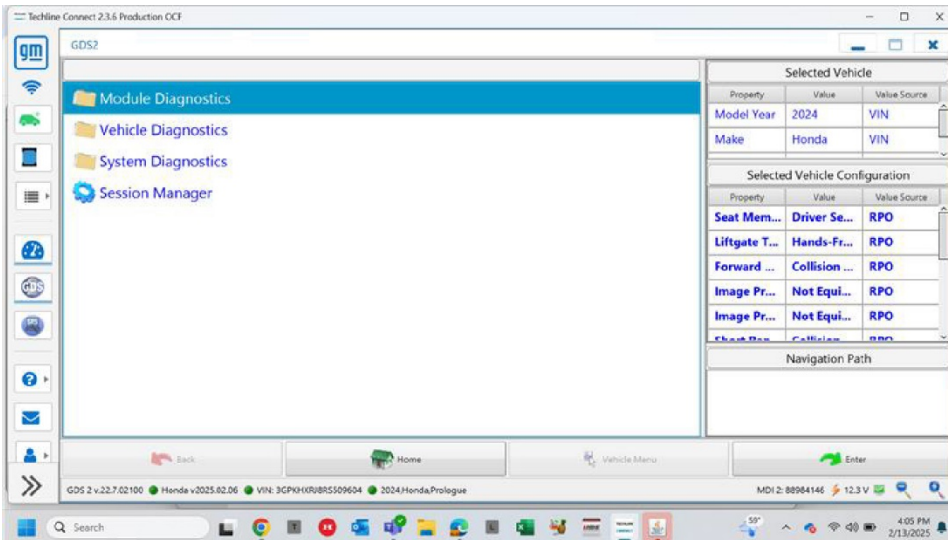 Techline Connect 2.3.6 Production OCF
gm
GDS2
Module Diagnostics
Vehicle Diagnostics
System Diagnostics
Session Manager
Selected Vehicle
Property Value Value Source
Model Year 2024 VIN
Make Honda VIN
Selected Vehicle Configuration
Property Value Value Source
Seat Mem... Driver Se... RPO
Liftgate T... Hands-Fr... RPO
Forward ... Collision ... RPO
Image Pr... Not Equi... RPO
Image Pr... Not Equi... RPO
Navigation Path
Back Home Vehicle Menu Enter
GDS 2 v.22.7.02100 Honda v2025.02.06 VIN: 3GPKHXRJ8RS509604 2024,Honda,Prologue MDI 2: 88984146 12.3 V
Search
59°
4:05 PM
2/13/2025